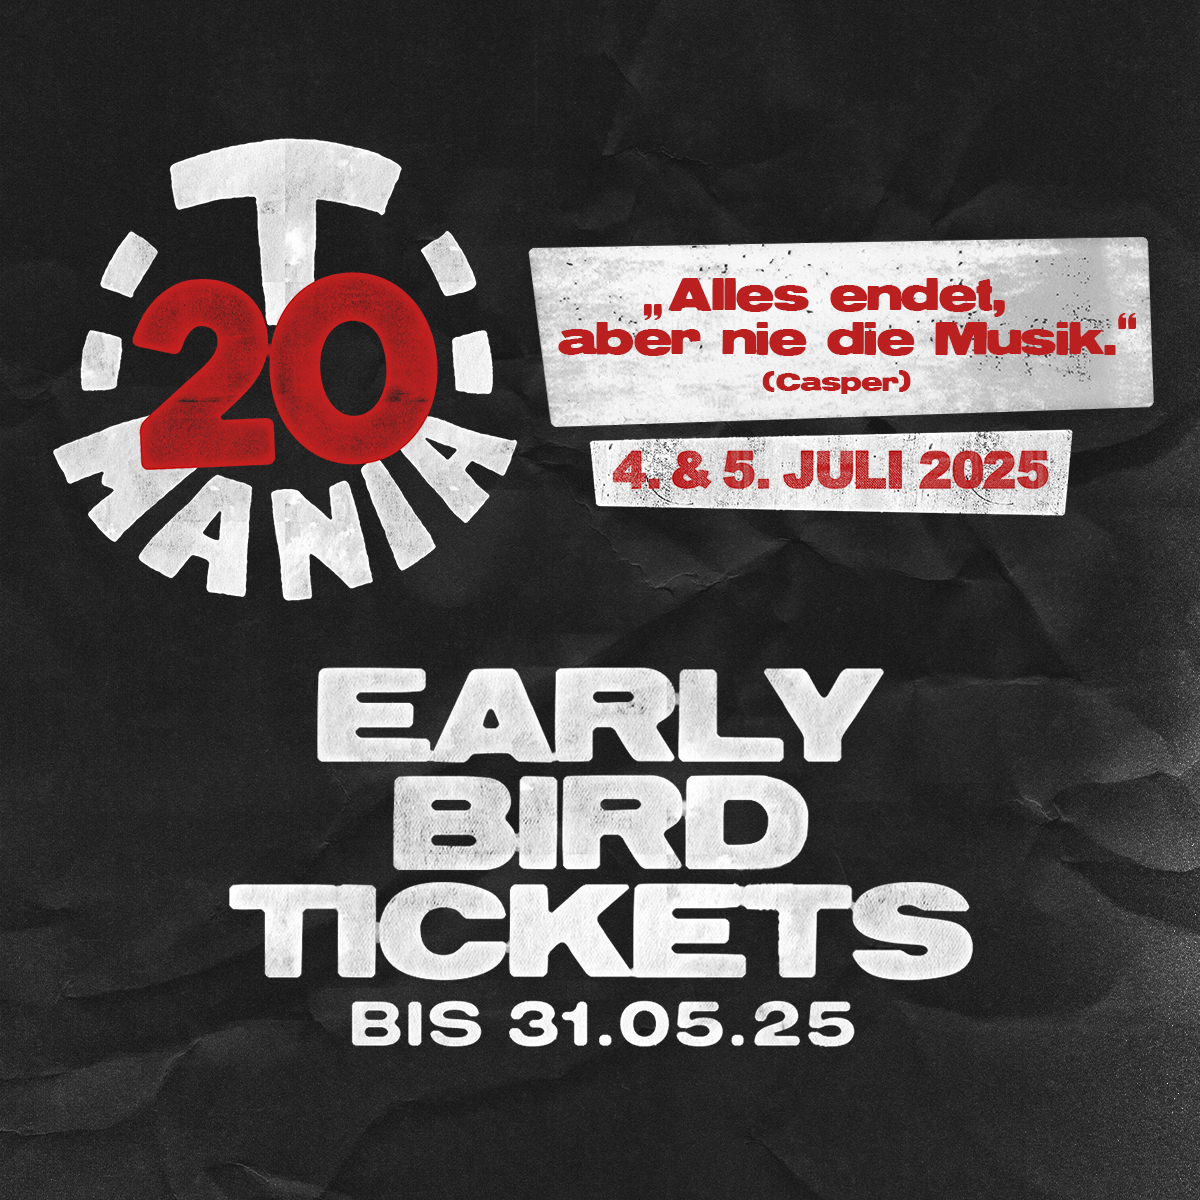 T
20
MANIA
„Alles endet,
aber nie die Musik.“
(Casper)
4. & 5. JULI 2025
EARLY
BIRD
TICKETS
BIS 31.05.25